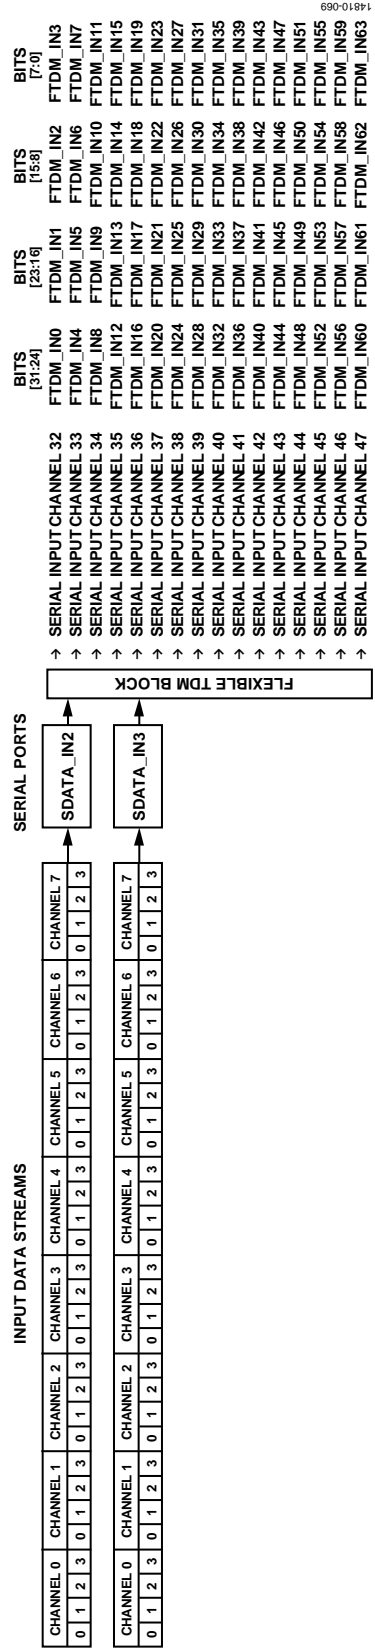 INPUT DATA STREAMS
SERIAL PORTS
BITS [31:24]
BITS [23:16]
BITS [15:8]
BITS [7:0]
CHANNEL 0 CHANNEL 1 CHANNEL 2 CHANNEL 3 CHANNEL 4 CHANNEL 5 CHANNEL 6 CHANNEL 7
0 1 2 3 0 1 2 3 0 1 2 3 0 1 2 3 0 1 2 3 0 1 2 3 0 1 2 3 0 1 2 3
SDATA_IN2
CHANNEL 0 CHANNEL 1 CHANNEL 2 CHANNEL 3 CHANNEL 4 CHANNEL 5 CHANNEL 6 CHANNEL 7
0 1 2 3 0 1 2 3 0 1 2 3 0 1 2 3 0 1 2 3 0 1 2 3 0 1 2 3 0 1 2 3
SDATA_IN3
FLEXIBLE TDM BLOCK
→ SERIAL INPUT CHANNEL 32 FTDM_IN0 FTDM_IN1 FTDM_IN2 FTDM_IN3
→ SERIAL INPUT CHANNEL 33 FTDM_IN4 FTDM_IN5 FTDM_IN6 FTDM_IN7
→ SERIAL INPUT CHANNEL 34 FTDM_IN8 FTDM_IN9 FTDM_IN10 FTDM_IN11
→ SERIAL INPUT CHANNEL 35 FTDM_IN12 FTDM_IN13 FTDM_IN14 FTDM_IN15
→ SERIAL INPUT CHANNEL 36 FTDM_IN16 FTDM_IN17 FTDM_IN18 FTDM_IN19
→ SERIAL INPUT CHANNEL 37 FTDM_IN20 FTDM_IN21 FTDM_IN22 FTDM_IN23
→ SERIAL INPUT CHANNEL 38 FTDM_IN24 FTDM_IN25 FTDM_IN26 FTDM_IN27
→ SERIAL INPUT CHANNEL 39 FTDM_IN28 FTDM_IN29 FTDM_IN30 FTDM_IN31
→ SERIAL INPUT CHANNEL 40 FTDM_IN32 FTDM_IN33 FTDM_IN34 FTDM_IN35
→ SERIAL INPUT CHANNEL 41 FTDM_IN36 FTDM_IN37 FTDM_IN38 FTDM_IN39
→ SERIAL INPUT CHANNEL 42 FTDM_IN40 FTDM_IN41 FTDM_IN42 FTDM_IN43
→ SERIAL INPUT CHANNEL 43 FTDM_IN44 FTDM_IN45 FTDM_IN46 FTDM_IN47
→ SERIAL INPUT CHANNEL 44 FTDM_IN48 FTDM_IN49 FTDM_IN50 FTDM_IN51
→ SERIAL INPUT CHANNEL 45 FTDM_IN52 FTDM_IN53 FTDM_IN54 FTDM_IN55
→ SERIAL INPUT CHANNEL 46 FTDM_IN56 FTDM_IN57 FTDM_IN58 FTDM_IN59
→ SERIAL INPUT CHANNEL 47 FTDM_IN60 FTDM_IN61 FTDM_IN62 FTDM_IN63
14810-069